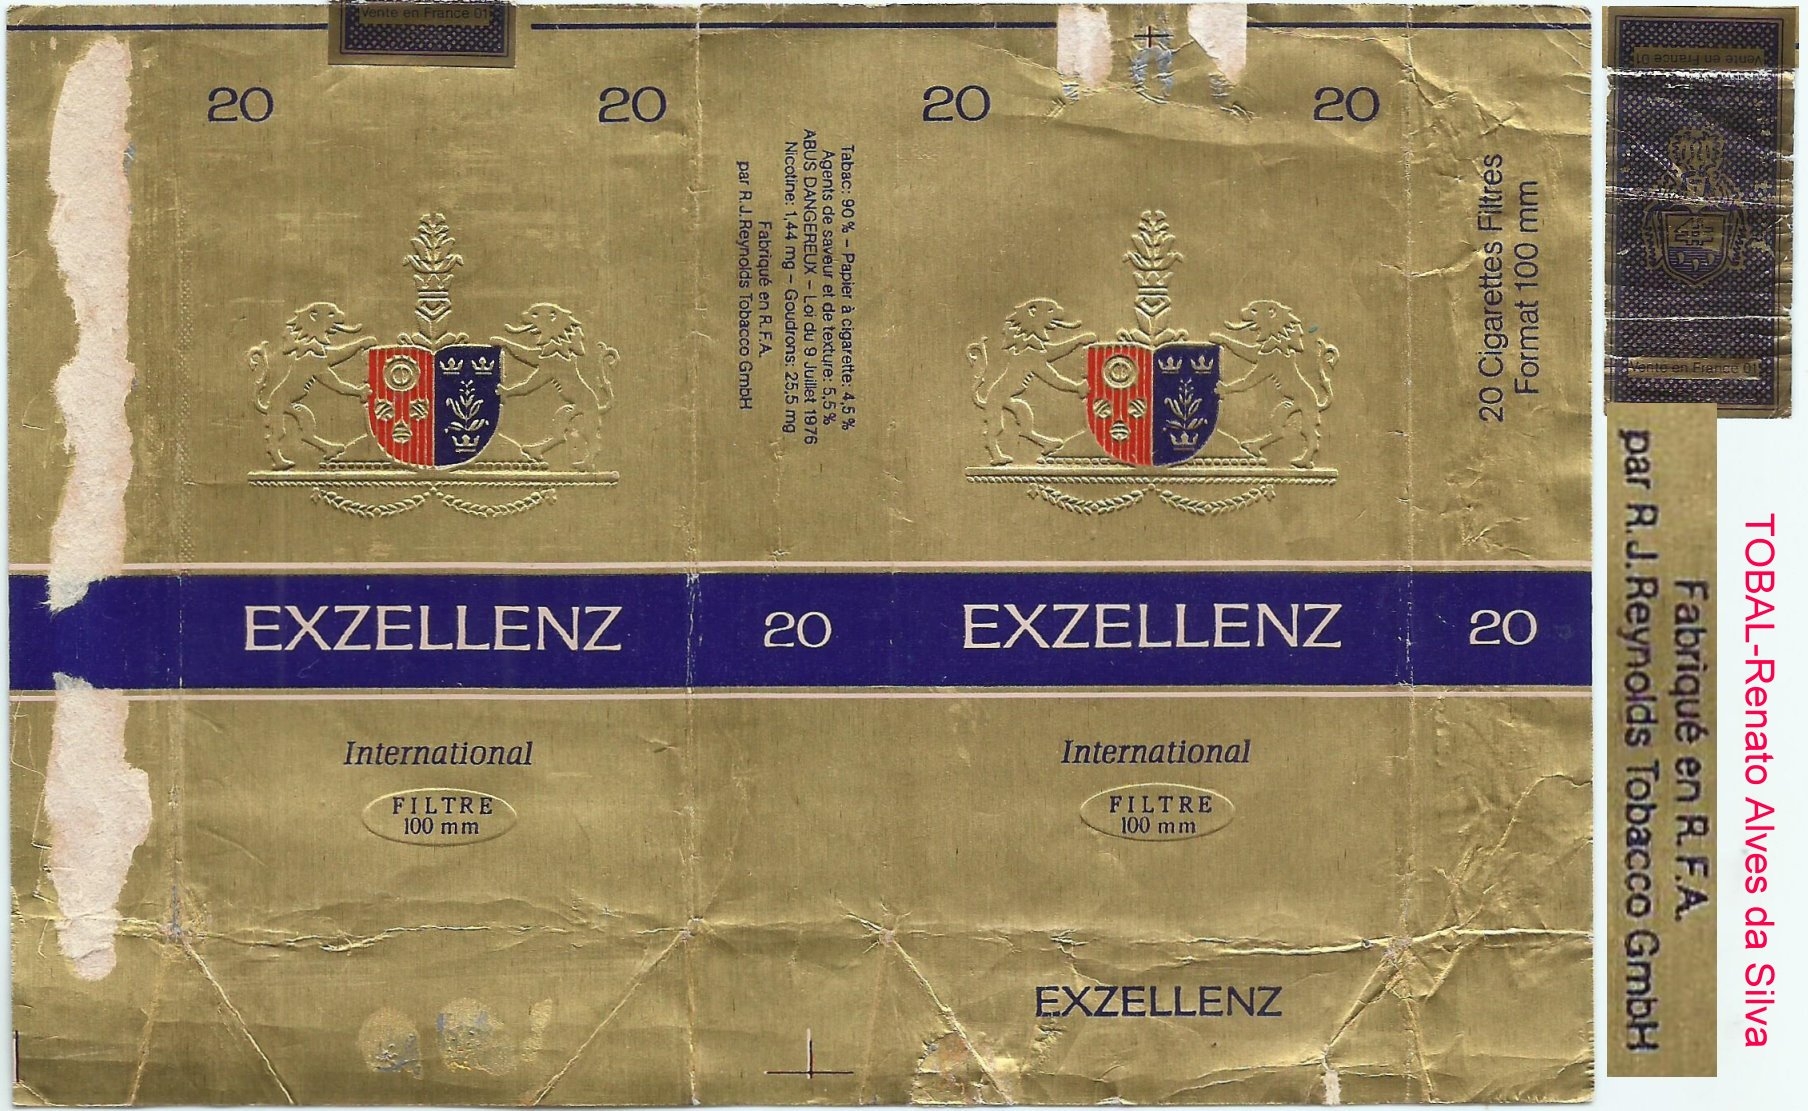 Vente en France 01
20
20
20
20
Tabac: 90 % – Papier à cigarette: 4,5 %
Agents de saveur et de texture: 5,5 %
ABUS DANGEREUX – Loi du 9 Juillet 1976
Nicotine: 1,44 mg – Goudrons: 25,5 mg
Fabriqué en R.F.A.
par R.J.Reynolds Tobacco GmbH
20 Cigarettes Filtrés
Format 100 mm
EXZELLENZ
20
EXZELLENZ
20
International
FILTRE
100 mm
International
FILTRE
100 mm
EXZELLENZ
Vente en France 01
Vente en France 01
Fabriqué en R.F.A.
par R.J.Reynolds Tobacco GmbH
TOBAL-Renato Alves da Silva